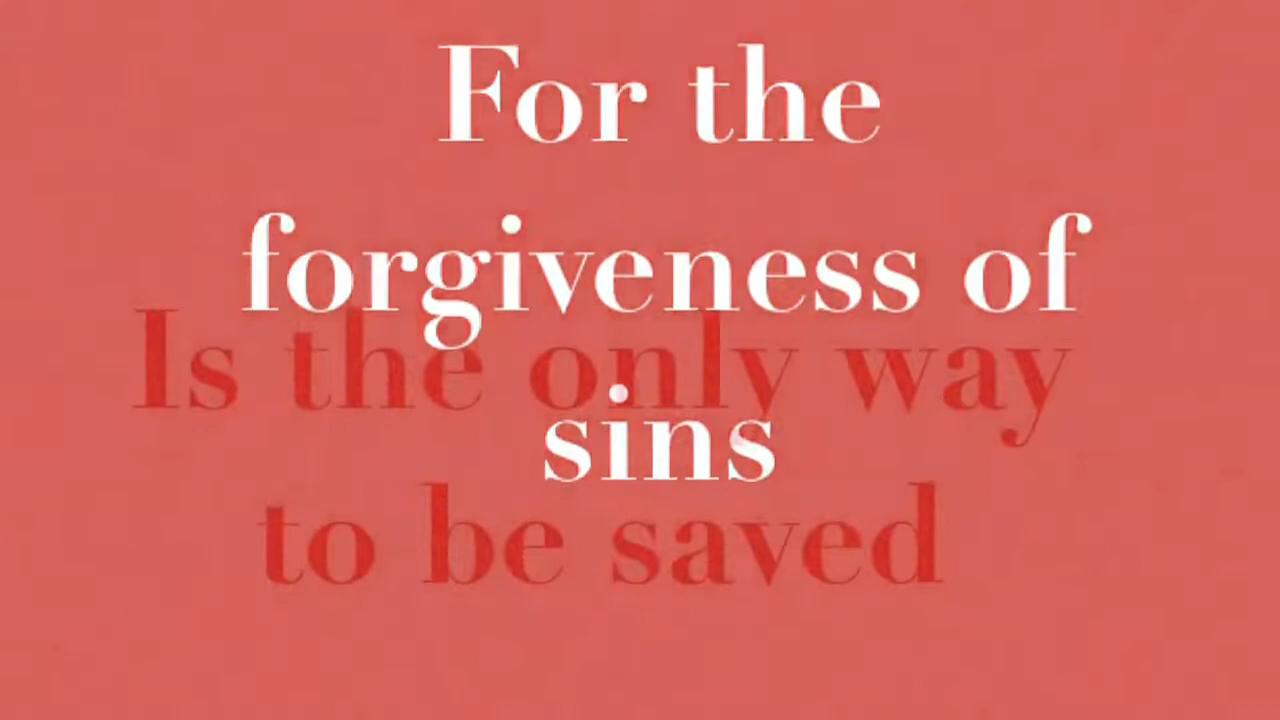 For the
forgiveness of
Is the only way
sins
to be saved